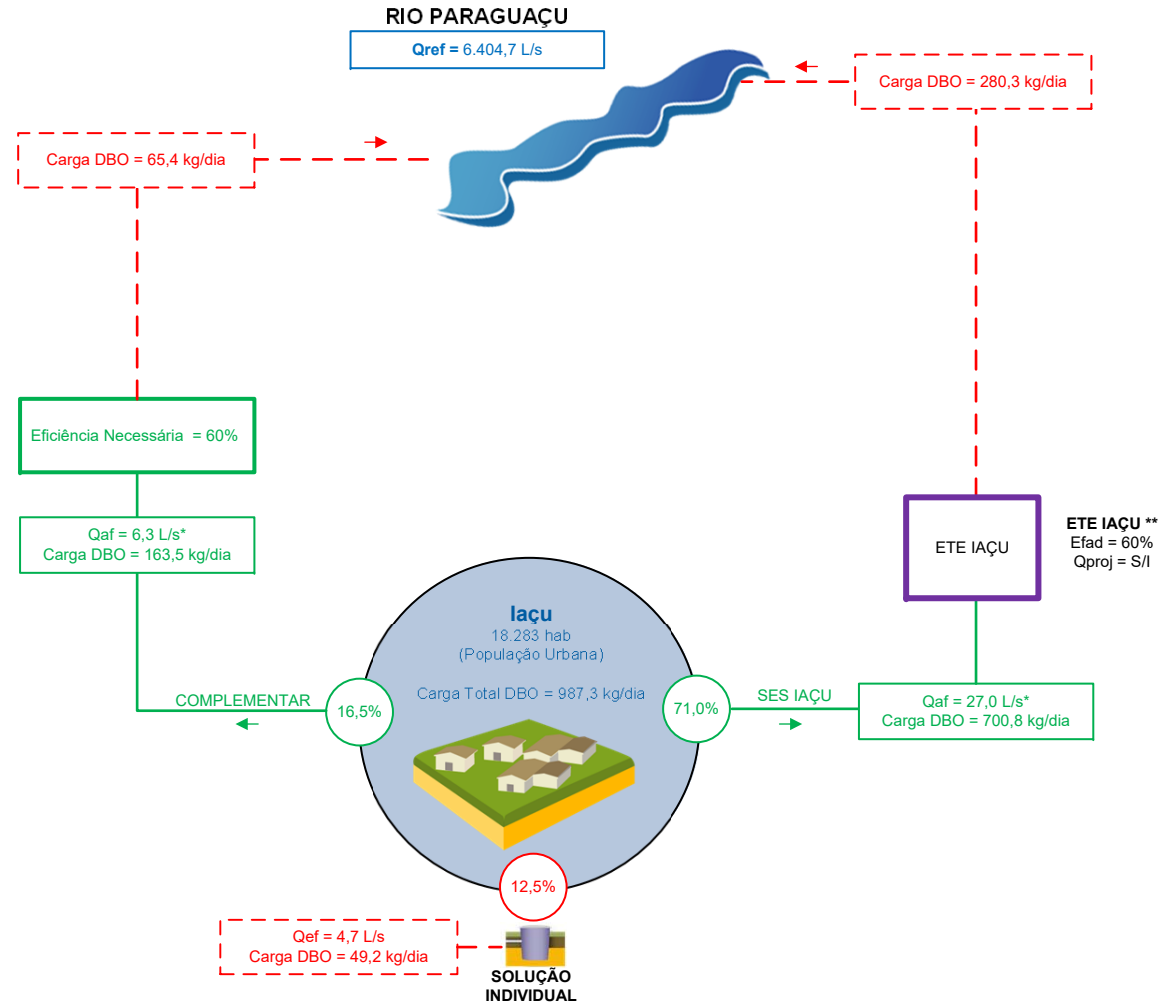 RIO PARAGUAÇU
Qref = 6.404,7 L/s
Carga DBO = 280,3 kg/dia
Carga DBO = 65,4 kg/dia
Eficiência Necessária = 60%
Qaf = 6,3 L/s*
Carga DBO = 163,5 kg/dia
ETE IAÇU
ETE IAÇU **
Efad = 60%
Qproj = S/I
Iaçu
18.283 hab
(População Urbana)
Carga Total DBO = 987,3 kg/dia
COMPLEMENTAR
16,5%
71,0%
SES IAÇU
Qaf = 27,0 L/s*
Carga DBO = 700,8 kg/dia
12,5%
Qef = 4,7 L/s
Carga DBO = 49,2 kg/dia
SOLUÇÃO
INDIVIDUAL